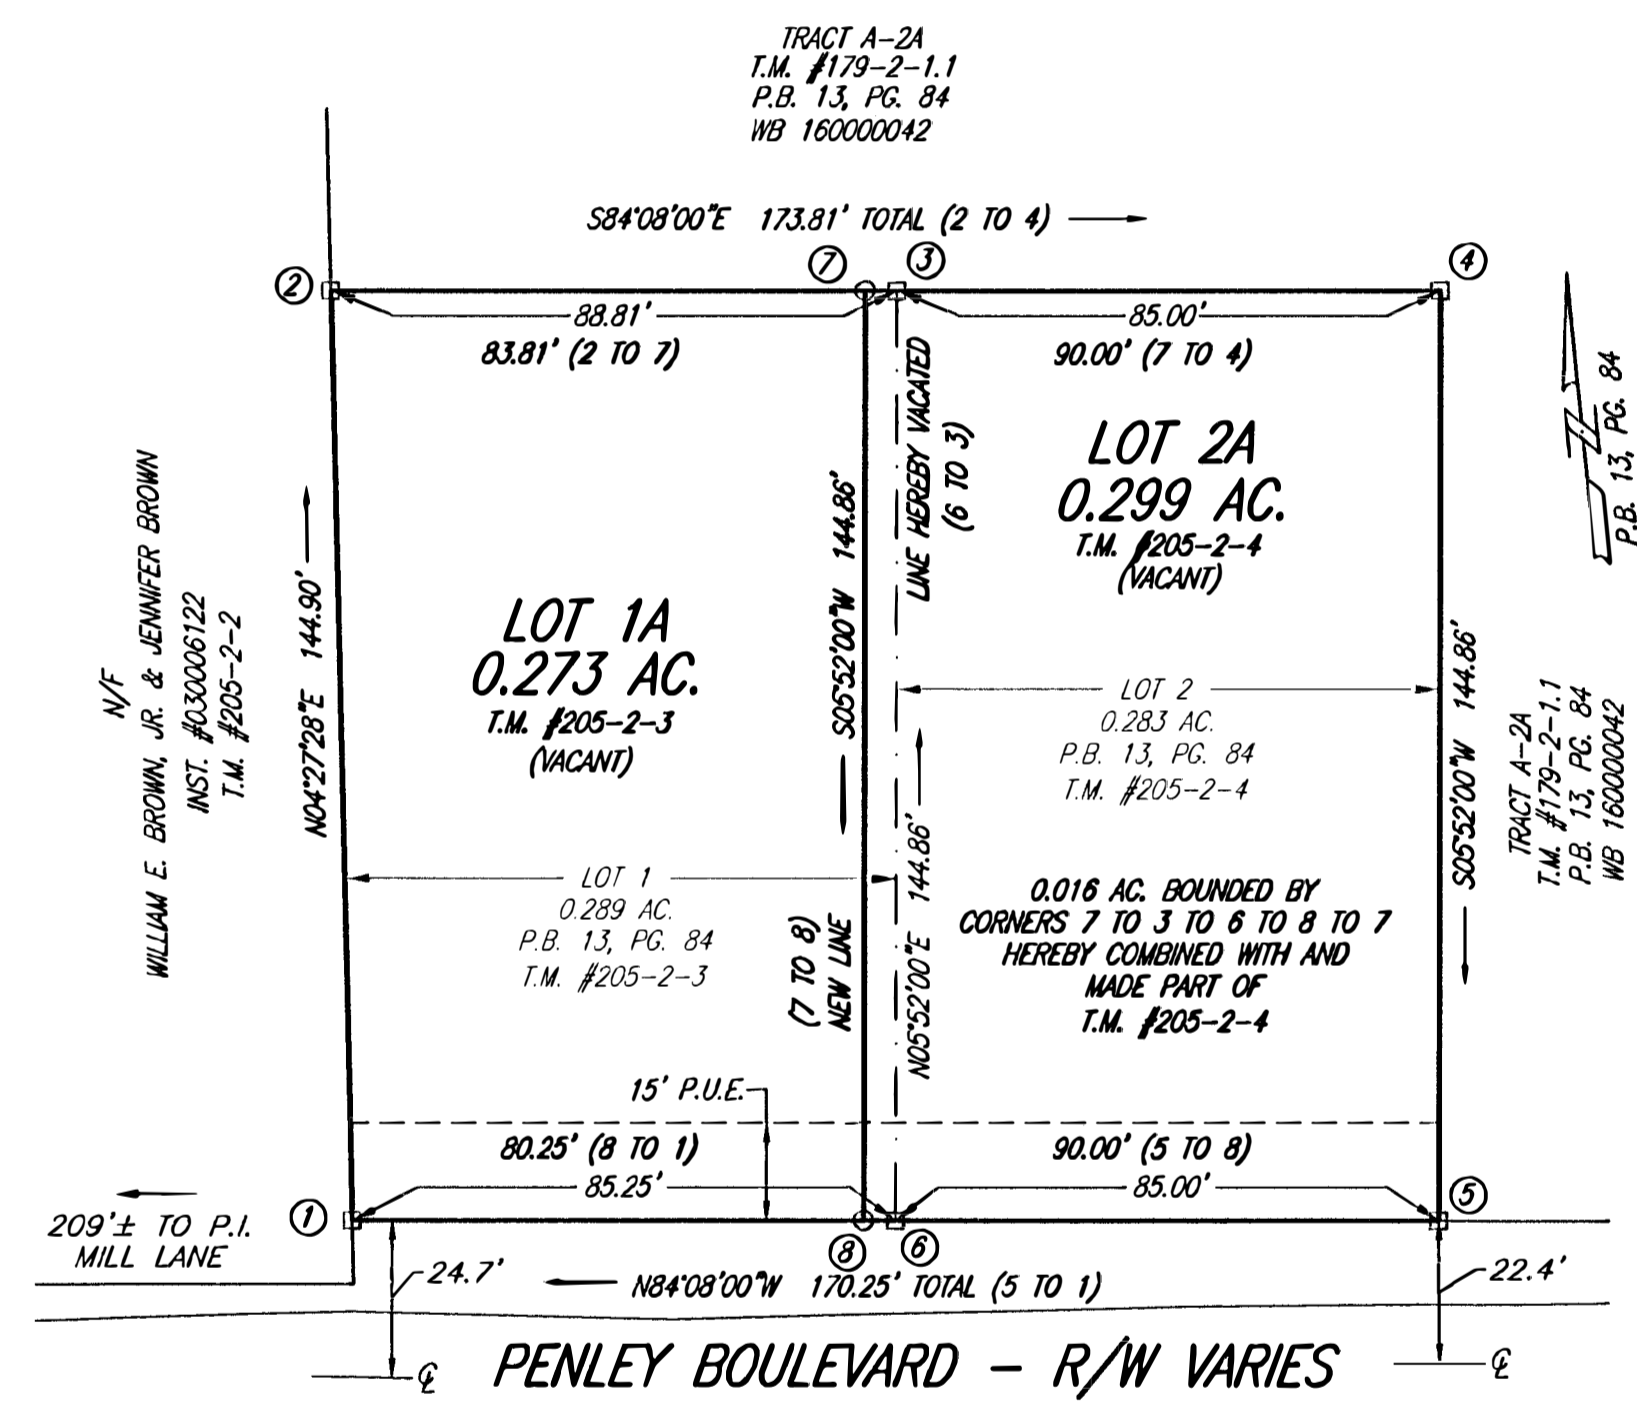 TRACT A-2A
T.M. #179-2-1.1
P.B. 13, PG. 84
WB 160000042
S84°08'00"E 173.81' TOTAL (2 TO 4)
2
7
3
4
88.81'
83.81' (2 TO 7)
85.00'
90.00' (7 TO 4)
P.B. 13, PG. 84
N
N/F
WILLIAM E. BROWN, JR. & JENNIFER BROWN
INST. #030006122
T.M. #205-2-2
N04°27'28"E 144.90'
LOT 1A
0.273 AC.
T.M. #205-2-3
(VACANT)
S05°52'00"W 144.86'
LINE HEREBY VACATED
(6 TO 3)
LOT 2A
0.299 AC.
T.M. #205-2-4
(VACANT)
LOT 2
0.283 AC.
P.B. 13, PG. 84
T.M. #205-2-4
S05°52'00"W 144.86'
TRACT A-2A
T.M. #179-2-1.1
P.B. 13, PG. 84
WB 160000042
LOT 1
0.289 AC.
P.B. 13, PG. 84
T.M. #205-2-3
(7 TO 8)
NEW LINE
N05°52'00"E 144.86'
0.016 AC. BOUNDED BY
CORNERS 7 TO 3 TO 6 TO 8 TO 7
HEREBY COMBINED WITH AND
MADE PART OF
T.M. #205-2-4
15' P.U.E.
80.25' (8 TO 1)
85.25'
90.00' (5 TO 8)
85.00'
1
8
6
5
209'± TO P.I.
MILL LANE
24.7'
N84°08'00"W 170.25' TOTAL (5 TO 1)
22.4'
℄
PENLEY BOULEVARD - R/W VARIES
℄